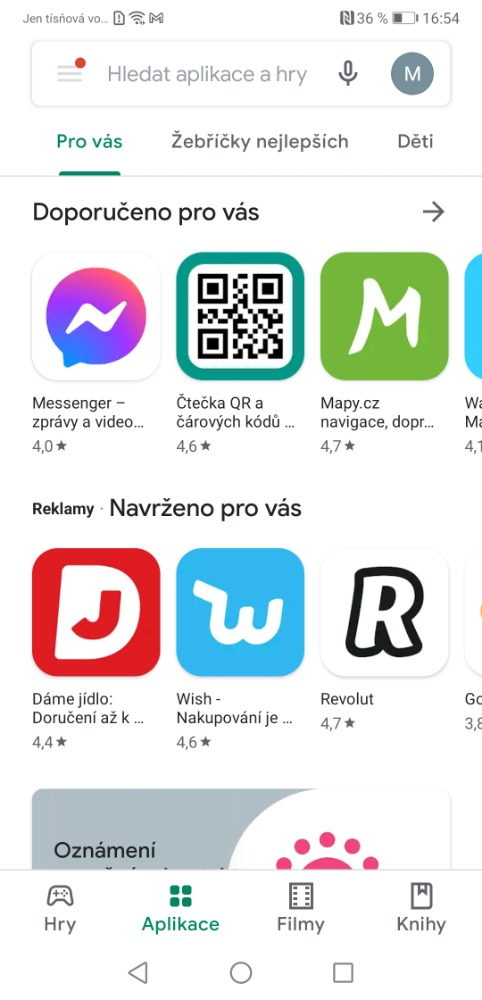 Jen tísňová vo...
36 %
16:54
Hledat aplikace a hry
M
Pro vás
Žebříčky nejlepších
Děti
Doporučeno pro vás
Messenger –
zprávy a video...
4,0★
Čtečka QR a
čárových kódů ...
4,6★
Mapy.cz
navigace, dopr...
4,7★
Wa
4,1
Reklamy · Navrženo pro vás
Dáme jídlo:
Doručení až k ...
4,4★
Wish -
Nakupování je ...
4,6★
Revolut
4,7★
Go
3,8
Oznámení
Hry
Aplikace
Filmy
Knihy